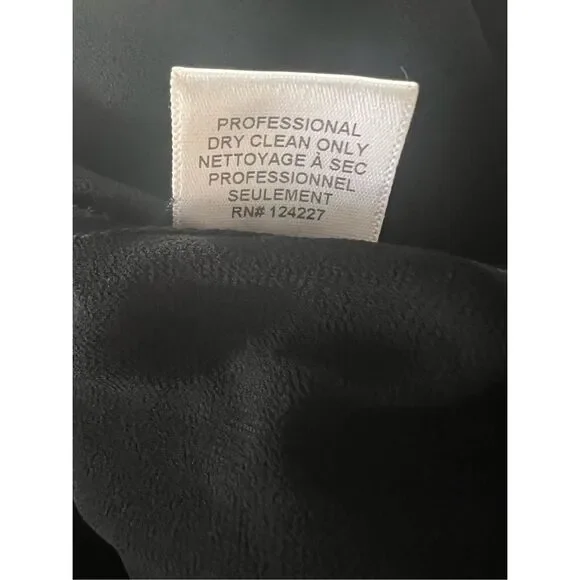 PROFESSIONAL
DRY CLEAN ONLY
NETTOYAGE À SEC
PROFESSIONNEL
SEULEMENT
RN# 124227